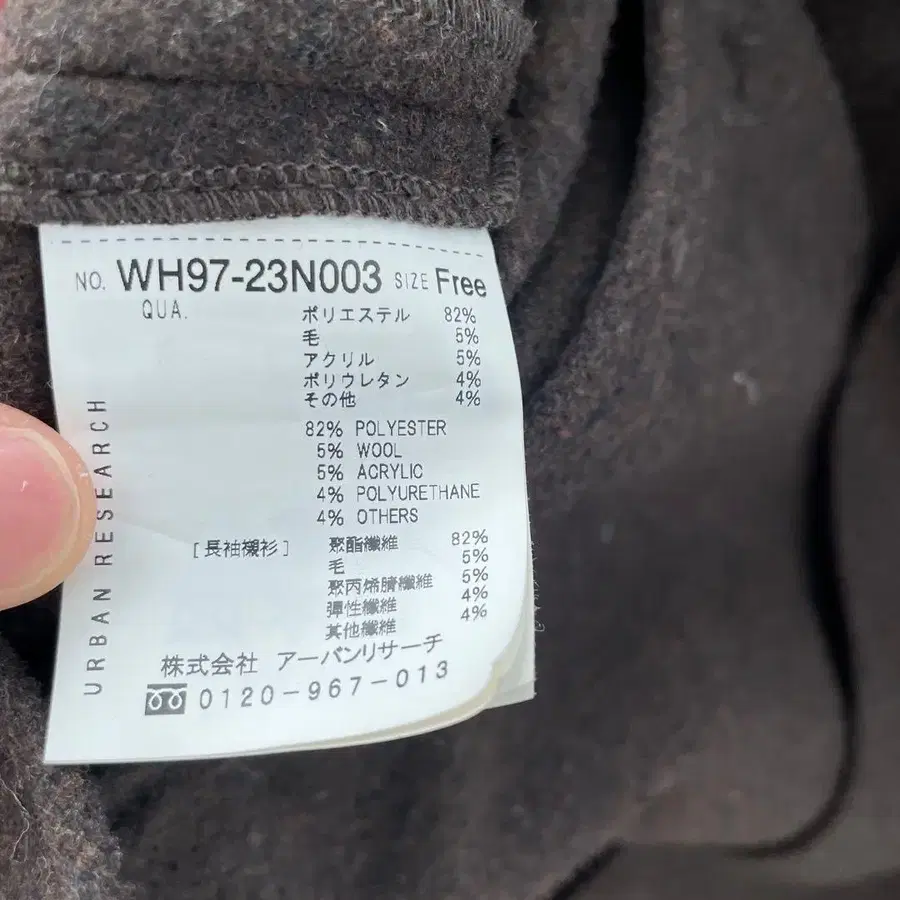 NO. WH97-23N003 SIZE Free
QUA.
ポリエステル 82%
毛 5%
アクリル 5%
ポリウレタン 4%
その他 4%
82% POLYESTER
5% WOOL
5% ACRYLIC
4% POLYURETHANE
4% OTHERS
[長袖襯衫] 聚酯纖維 82%
毛 5%
聚丙烯腈纖維 5%
彈性纖維 4%
其他纖維 4%
株式会社 アーバンリサーチ
0120-967-013
URBAN RESEARCH